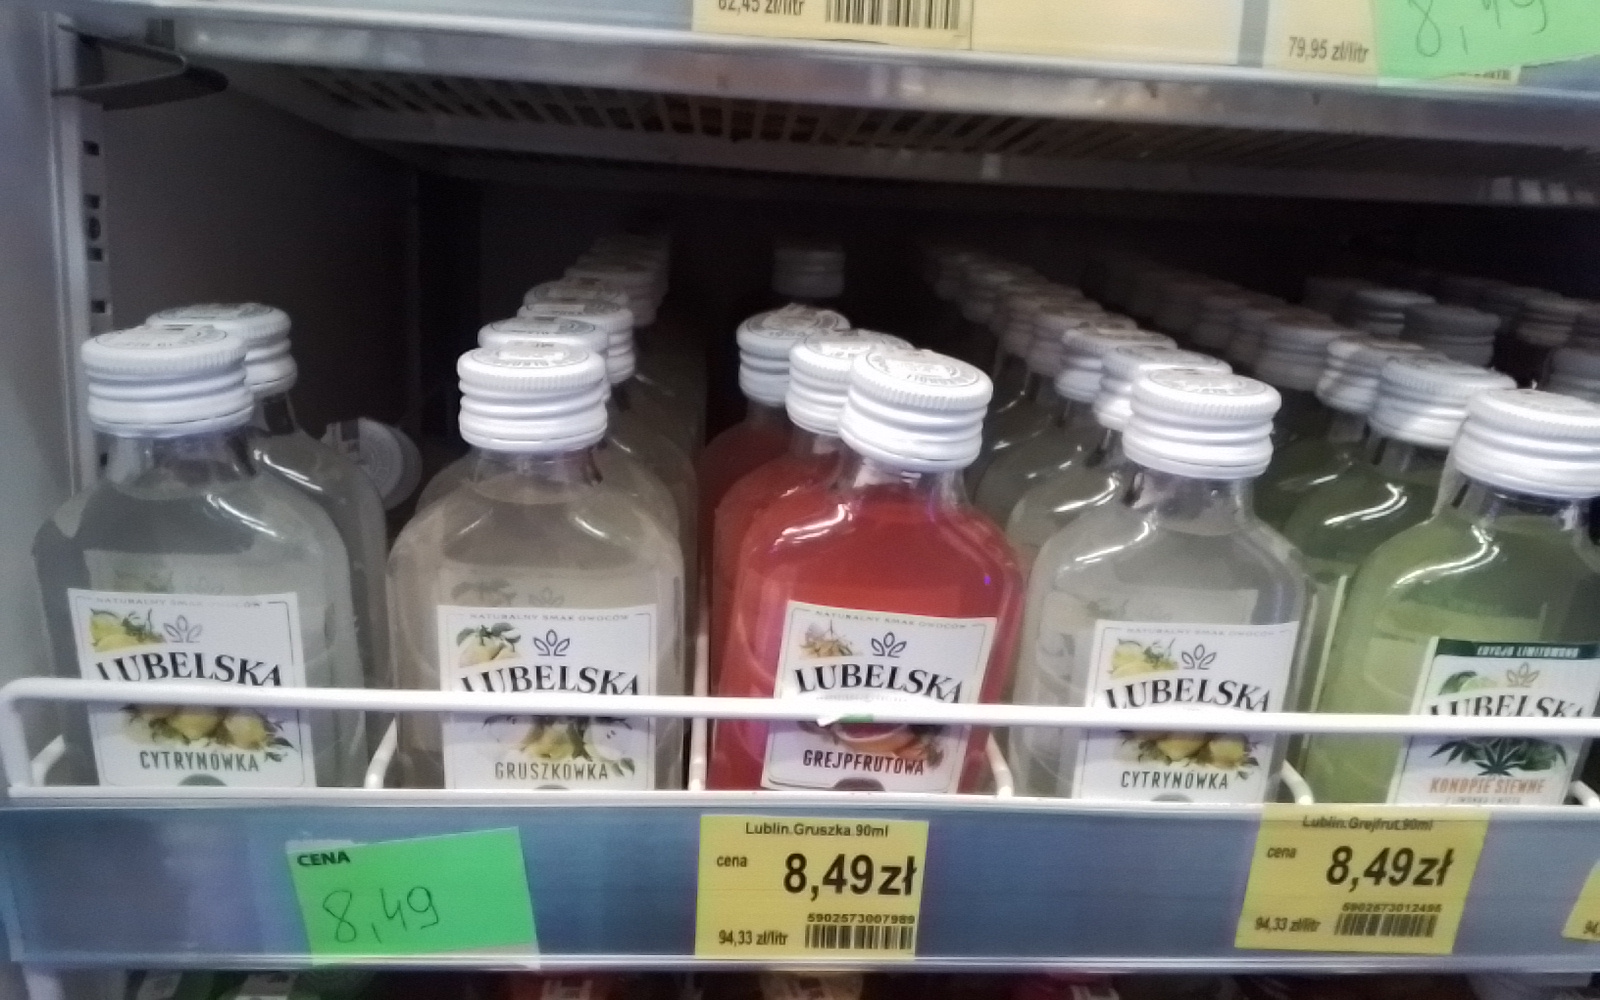 82,45 zł/litr
79,95 zł/litr
8,49
NATURALNY SMAK OWOCÓW
LUBELSKA
CYTRYNÓWKA
NATURALNY SMAK OWOCÓW
LUBELSKA
GRUSZKÓWKA
NATURALNY SMAK OWOCÓW
LUBELSKA
GREJPFRUTOWA
NATURALNY SMAK OWOCÓW
LUBELSKA
CYTRYNÓWKA
EDYCJA LIMITOWANA
LUBELSKA
KONOPIE SIEWNE
CENA
8,49
Lublin.Gruszka.90ml
cena
8,49zł
5902573007989
94,33 zł/litr
Lublin.Grejfrut.90ml
cena
8,49zł
5902573012495
94,33 zł/litr